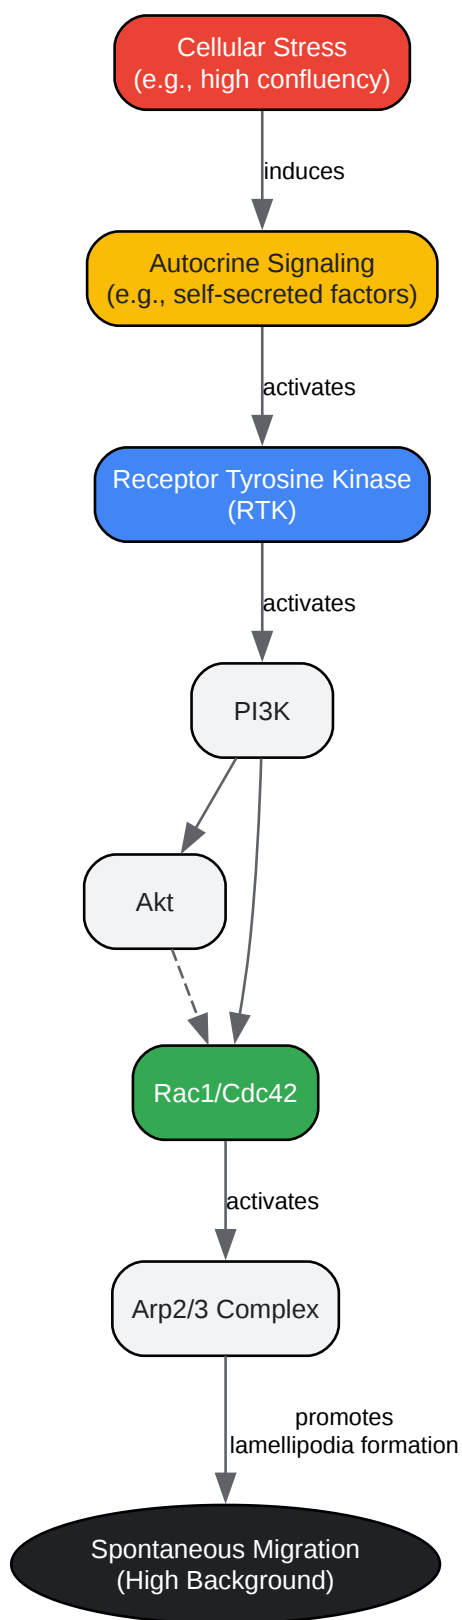 Cellular Stress
(e.g., high confluency)
induces
Autocrine Signaling
(e.g., self-secreted factors)
activates
Receptor Tyrosine Kinase
(RTK)
activates
PI3K
Akt
Rac1/Cdc42
activates
Arp2/3 Complex
promotes
lamellipodia formation
Spontaneous Migration
(High Background)